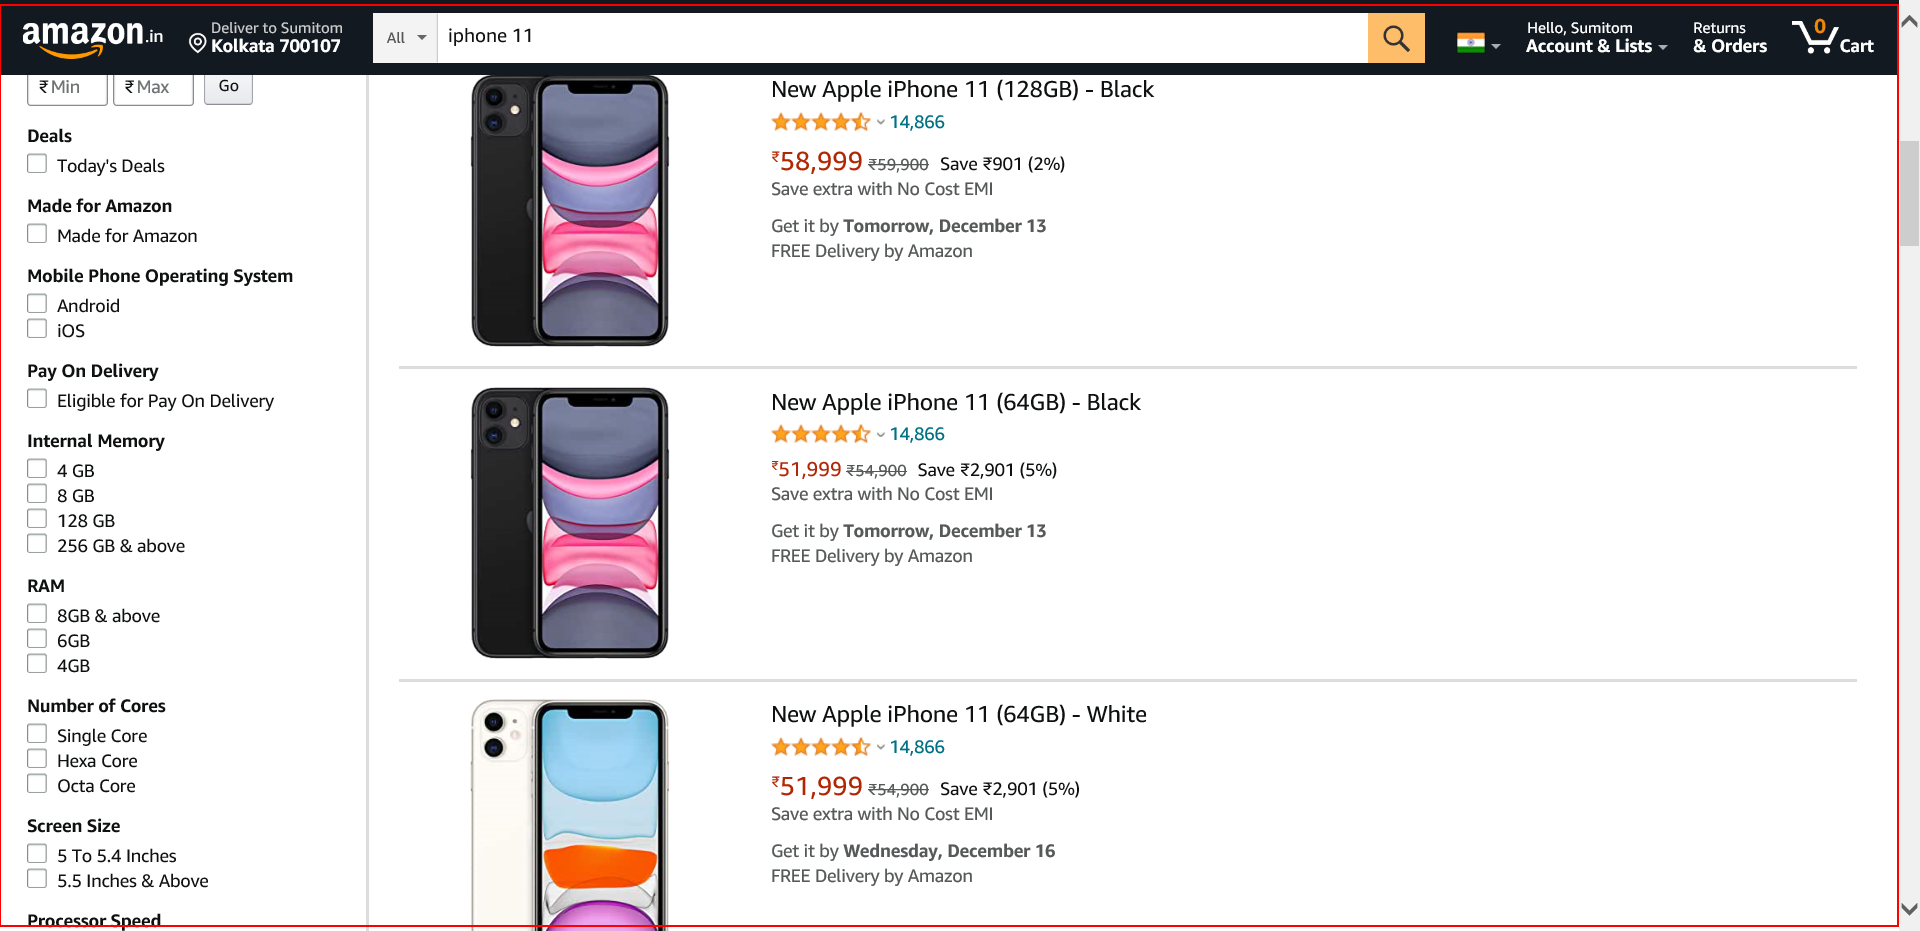 amazon.in
Deliver to Sumitom
Kolkata 700107
All
iphone 11
Hello, Sumitom
Account & Lists
Returns
& Orders
0
Cart
₹ Min
₹ Max
Go
Deals
Today's Deals
Made for Amazon
Made for Amazon
Mobile Phone Operating System
Android
iOS
Pay On Delivery
Eligible for Pay On Delivery
Internal Memory
4 GB
8 GB
128 GB
256 GB & above
RAM
8GB & above
6GB
4GB
Number of Cores
Single Core
Hexa Core
Octa Core
Screen Size
5 To 5.4 Inches
5.5 Inches & Above
Processor Speed
New Apple iPhone 11 (128GB) - Black
14,866
₹58,999 ₹59,900 Save ₹901 (2%)
Save extra with No Cost EMI
Get it by Tomorrow, December 13
FREE Delivery by Amazon
New Apple iPhone 11 (64GB) - Black
14,866
₹51,999 ₹54,900 Save ₹2,901 (5%)
Save extra with No Cost EMI
Get it by Tomorrow, December 13
FREE Delivery by Amazon
New Apple iPhone 11 (64GB) - White
14,866
₹51,999 ₹54,900 Save ₹2,901 (5%)
Save extra with No Cost EMI
Get it by Wednesday, December 16
FREE Delivery by Amazon